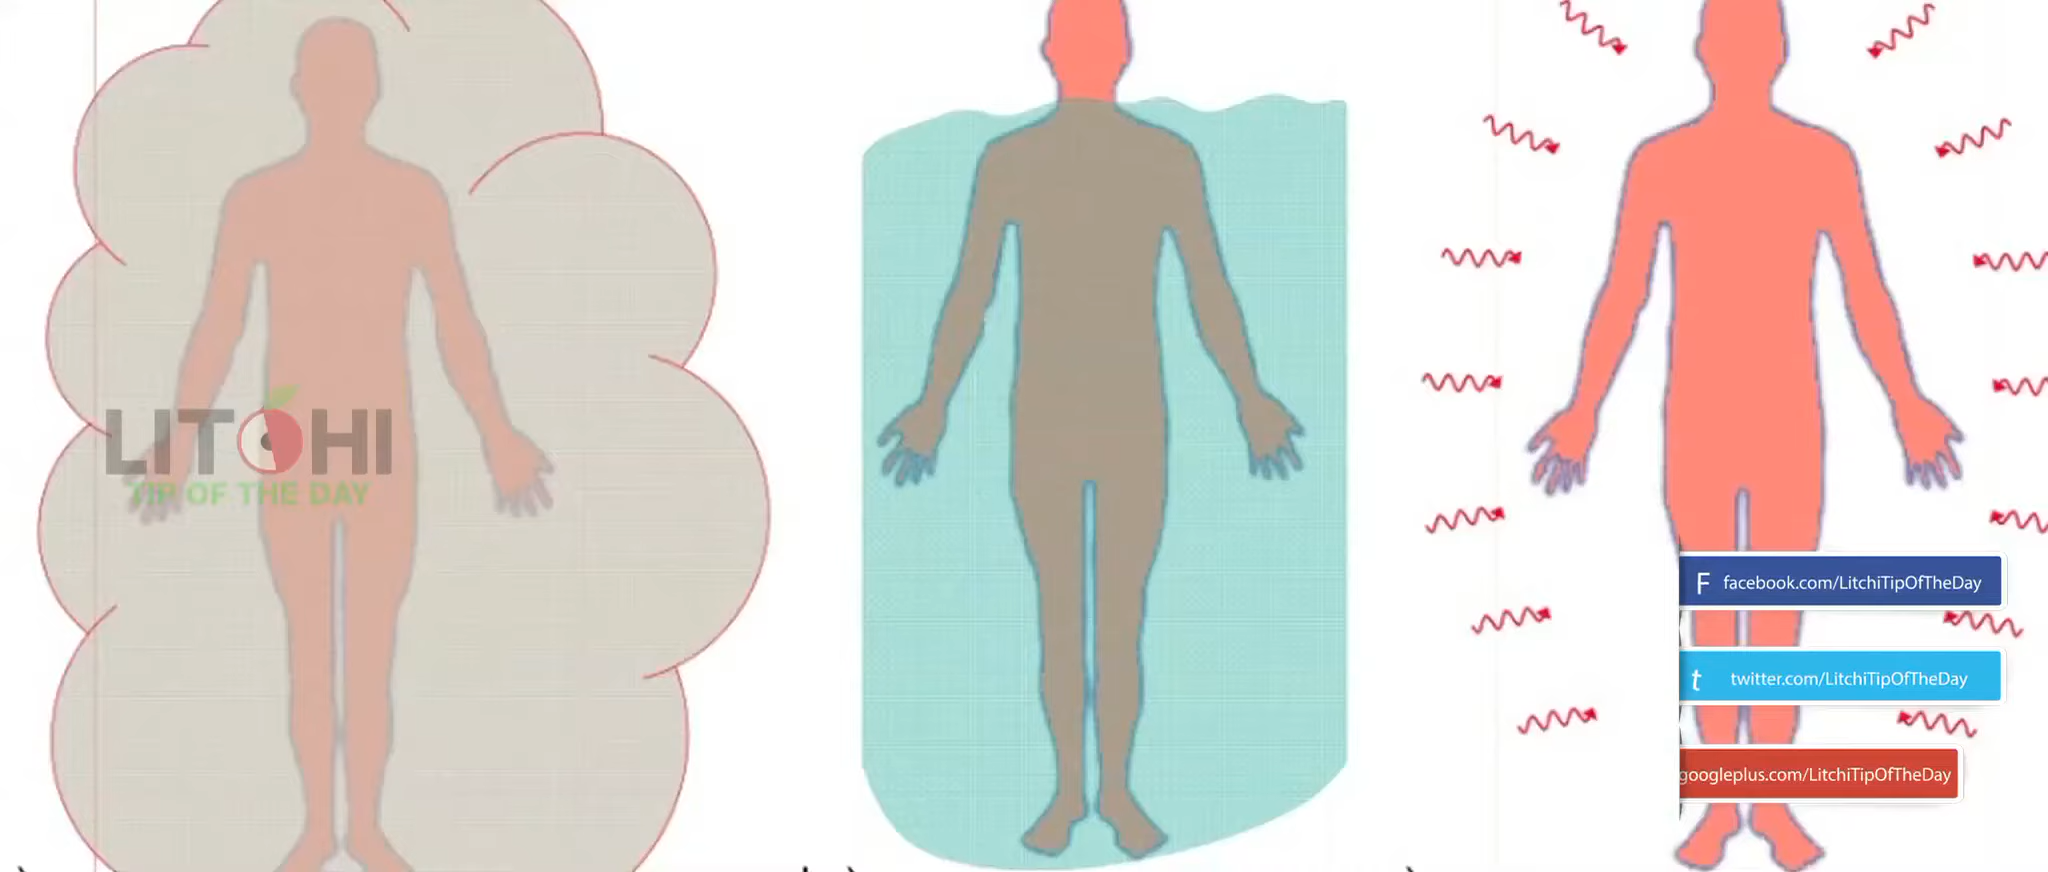 LITCHI
TIP OF THE DAY
F facebook.com/LitchiTipOfTheDay
t twitter.com/LitchiTipOfTheDay
googleplus.com/LitchiTipOfTheDay